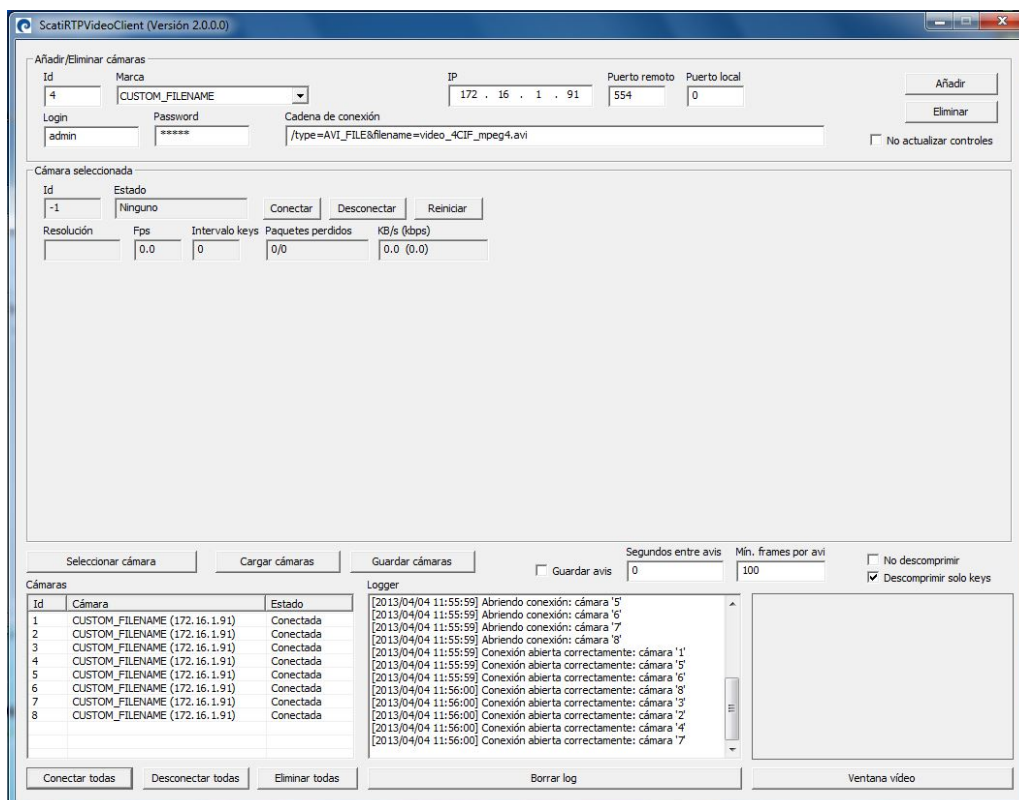 ScatiRTPVideoClient (Versión 2.0.0.0)
Añadir/Eliminar cámaras
Id Marca IP Puerto remoto Puerto local
4 CUSTOM_FILENAME 172 . 16 . 1 . 91 554 0 Añadir
Login Password Cadena de conexión Eliminar
admin ***** /type=AVI_FILE&filename=video_4CIF_mpeg4.avi No actualizar controles
Cámara seleccionada
Id Estado
-1 Ninguno Conectar Desconectar Reiniciar
Resolución Fps Intervalo keys Paquetes perdidos KB/s (kbps)
0.0 0 0/0 0.0 (0.0)
Seleccionar cámara Cargar cámaras Guardar cámaras Guardar avis Segundos entre avis Mín. frames por avi No descomprimir
0 100 Descomprimir solo keys
Cámaras Logger
Id Cámara Estado
1 CUSTOM_FILENAME (172.16.1.91) Conectada
2 CUSTOM_FILENAME (172.16.1.91) Conectada
3 CUSTOM_FILENAME (172.16.1.91) Conectada
4 CUSTOM_FILENAME (172.16.1.91) Conectada
5 CUSTOM_FILENAME (172.16.1.91) Conectada
6 CUSTOM_FILENAME (172.16.1.91) Conectada
7 CUSTOM_FILENAME (172.16.1.91) Conectada
8 CUSTOM_FILENAME (172.16.1.91) Conectada
[2013/04/04 11:55:59] Abriendo conexión: cámara '5'
[2013/04/04 11:55:59] Abriendo conexión: cámara '6'
[2013/04/04 11:55:59] Abriendo conexión: cámara '7'
[2013/04/04 11:55:59] Abriendo conexión: cámara '8'
[2013/04/04 11:55:59] Conexión abierta correctamente: cámara '1'
[2013/04/04 11:55:59] Conexión abierta correctamente: cámara '5'
[2013/04/04 11:55:59] Conexión abierta correctamente: cámara '6'
[2013/04/04 11:56:00] Conexión abierta correctamente: cámara '8'
[2013/04/04 11:56:00] Conexión abierta correctamente: cámara '3'
[2013/04/04 11:56:00] Conexión abierta correctamente: cámara '2'
[2013/04/04 11:56:00] Conexión abierta correctamente: cámara '4'
[2013/04/04 11:56:00] Conexión abierta correctamente: cámara '7'
Conectar todas Desconectar todas Eliminar todas Borrar log Ventana vídeo